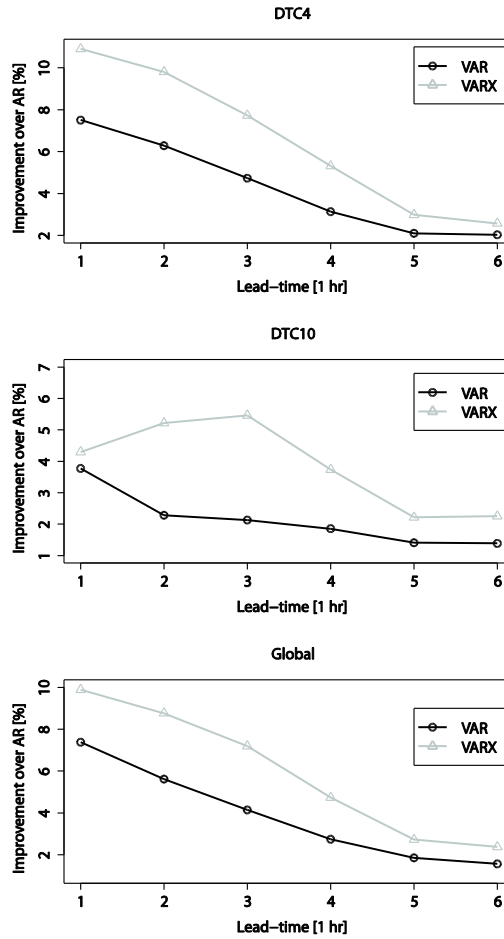 DTC4
Improvement over AR [%]
10
8
6
4
2
VAR
VARX
1 2 3 4 5 6
Lead−time [1 hr]
DTC10
Improvement over AR [%]
7
6
5
4
3
2
1
VAR
VARX
1 2 3 4 5 6
Lead−time [1 hr]
Global
Improvement over AR [%]
10
8
6
4
2
VAR
VARX
1 2 3 4 5 6
Lead−time [1 hr]